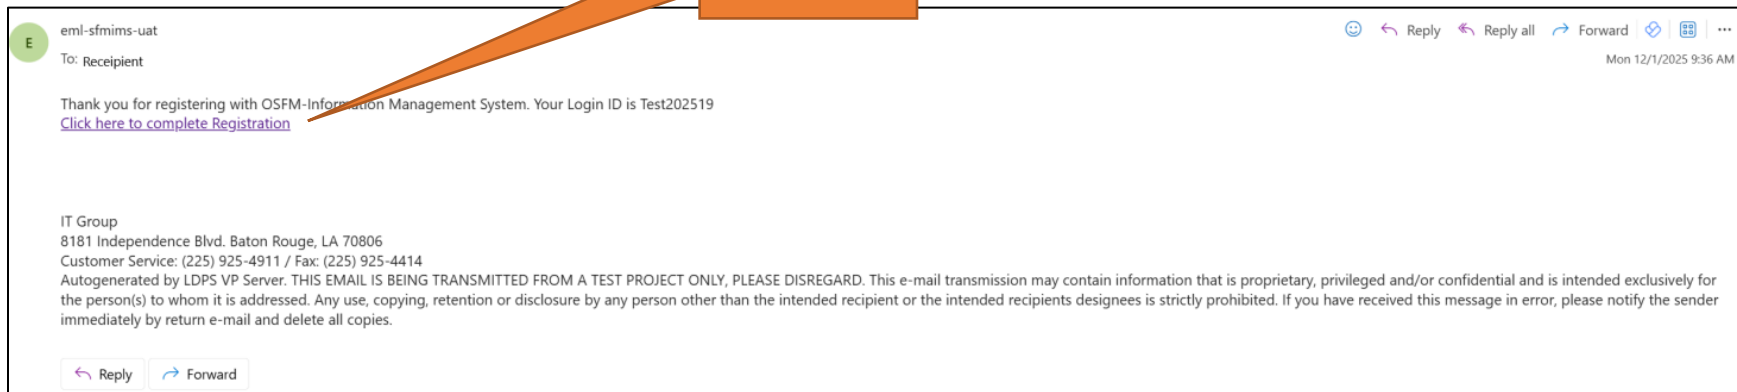 eml-sfmims-uat
Reply Reply all Forward
E
To: Receipient
Mon 12/1/2025 9:36 AM
Thank you for registering with OSFM-Information Management System. Your Login ID is Test202519
Click here to complete Registration
IT Group
8181 Independence Blvd. Baton Rouge, LA 70806
Customer Service: (225) 925-4911 / Fax: (225) 925-4414
Autogenerated by LDPS VP Server. THIS EMAIL IS BEING TRANSMITTED FROM A TEST PROJECT ONLY, PLEASE DISREGARD. This e-mail transmission may contain information that is proprietary, privileged and/or confidential and is intended exclusively for
the person(s) to whom it is addressed. Any use, copying, retention or disclosure by any person other than the intended recipient or the intended recipients designees is strictly prohibited. If you have received this message in error, please notify the sender
immediately by return e-mail and delete all copies.
Reply Forward